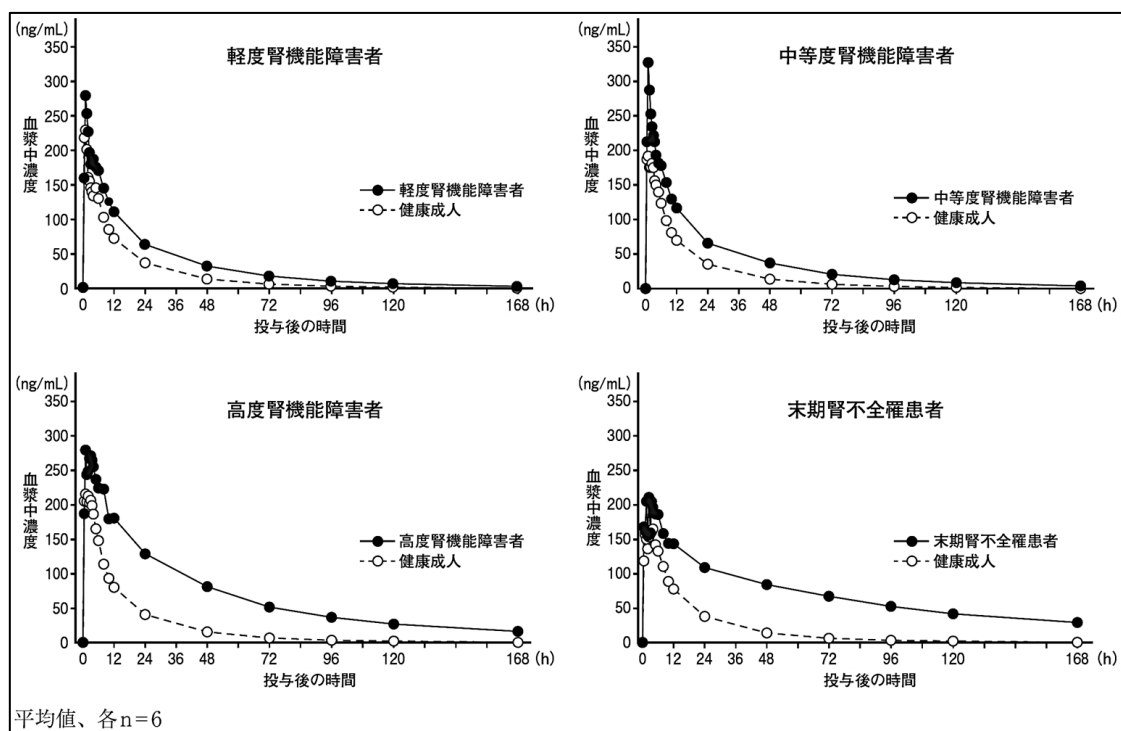 (ng/mL)
軽度腎機能障害者
350
300
250
200
150
100
50
0
血漿中濃度
軽度腎機能障害者
健康成人
0 12 24 36 48 72 96 120 168 (h)
投与後の時間
(ng/mL)
中等度腎機能障害者
350
300
250
200
150
100
50
0
血漿中濃度
中等度腎機能障害者
健康成人
0 12 24 36 48 72 96 120 168 (h)
投与後の時間
(ng/mL)
高度腎機能障害者
350
300
250
200
150
100
50
0
血漿中濃度
高度腎機能障害者
健康成人
0 12 24 36 48 72 96 120 168 (h)
投与後の時間
(ng/mL)
末期腎不全罹患者
350
300
250
200
150
100
50
0
血漿中濃度
末期腎不全罹患者
健康成人
0 12 24 36 48 72 96 120 168 (h)
投与後の時間
平均値、各n=6